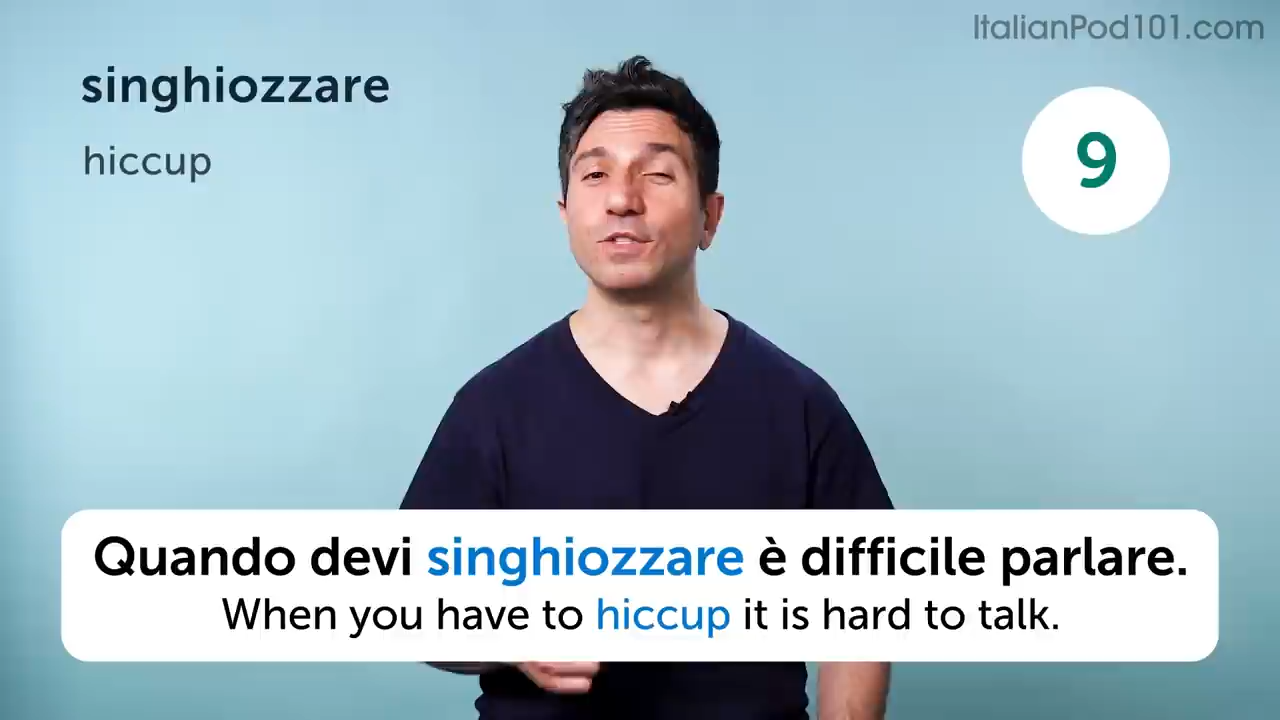 ItalianPod101.com
singhiozzare
hiccup
9
Quando devi singhiozzare è difficile parlare.
When you have to hiccup it is hard to talk.